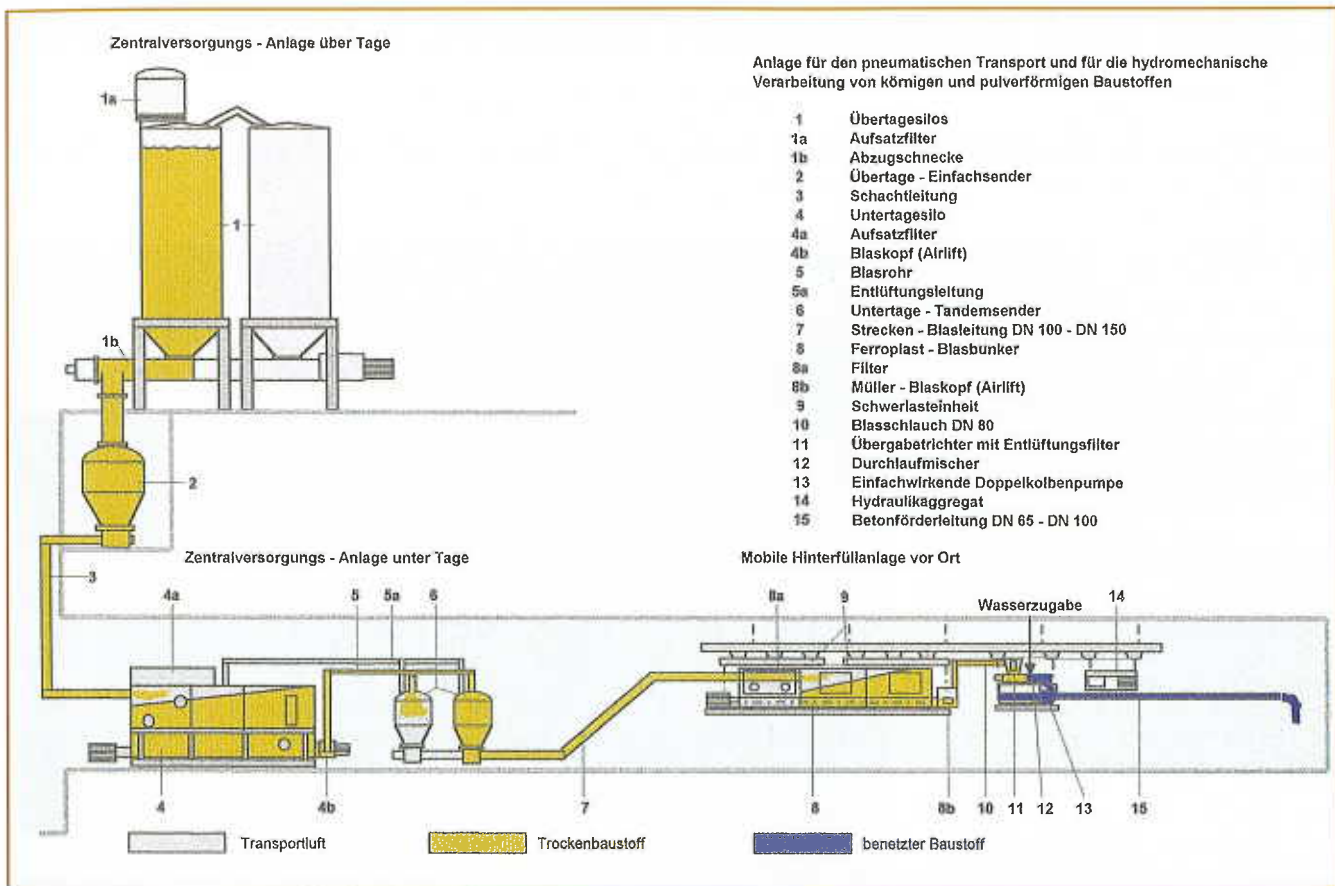 Zentralversorgungs - Anlage über Tage
Anlage für den pneumatischen Transport und für die hydromechanische
Verarbeitung von körnigen und pulverförmigen Baustoffen
1 Übertagesilos
1a Aufsatzfilter
1b Abzugschnecke
2 Übertage - Einfachsender
3 Schachtleitung
4 Untertagesilo
4a Aufsatzfilter
4b Blaskopf (Airlift)
5 Blasrohr
5a Entlüftungsleitung
6 Untertage - Tandemsender
7 Strecken - Blasleitung DN 100 - DN 150
8 Ferroplast - Blasbunker
8a Filter
8b Müller - Blaskopf (Airlift)
9 Schwerlasteinheit
10 Blasschlauch DN 80
11 Übergabetrichter mit Entlüftungsfilter
12 Durchlaufmischer
13 Einfachwirkende Doppelkolbenpumpe
14 Hydraulikaggregat
15 Betonförderleitung DN 65 - DN 100
1a
1
1b
2
3
Zentralversorgungs - Anlage unter Tage
Mobile Hinterfüllanlage vor Ort
4a 5 5a 6 8a 9 Wasserzugabe 14
4 4b 7 8 8b 10 11 12 13 15
Transportluft
Trockenbaustoff
benetzter Baustoff